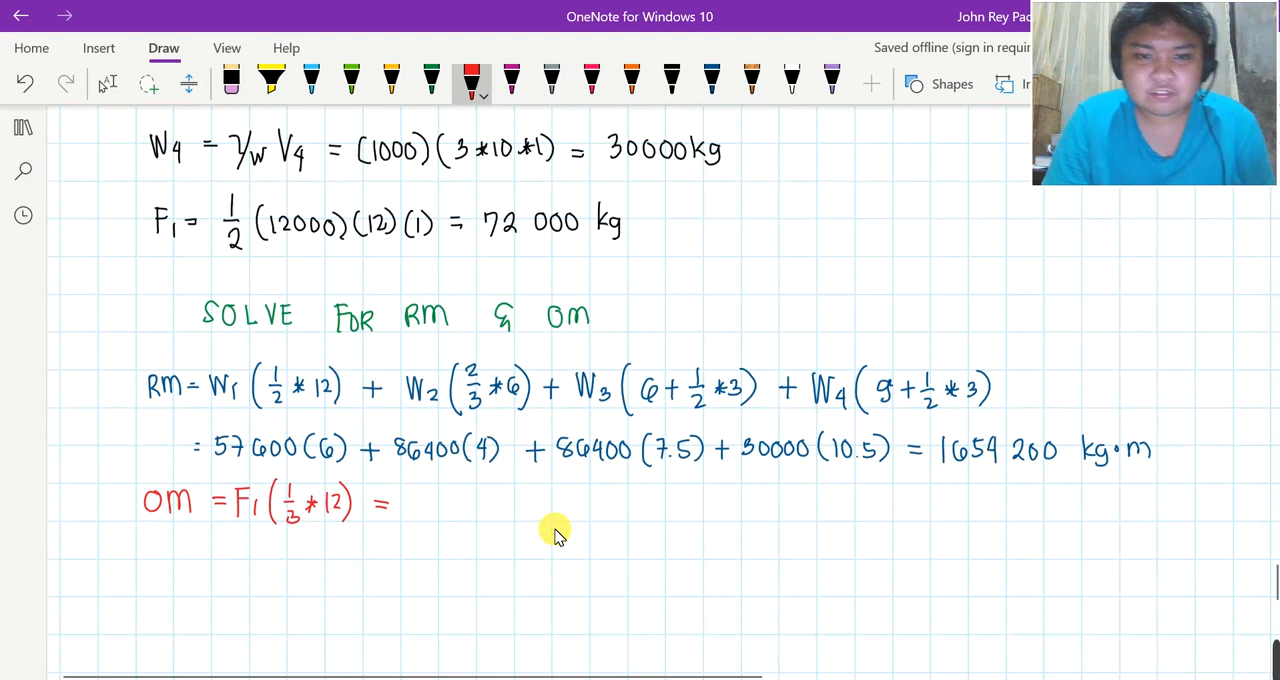 OneNote for Windows 10
John Rey Pac
Home Insert Draw View Help
Saved offline (sign in requir
Shapes In
W4 = γw V4 = (1000)(3*10*1) = 30000kg
F1 = 1/2 (12000)(12)(1) = 72 000 kg
SOLVE FOR RM & OM
RM = W1 (1/2 * 12) + W2 (2/3 * 6) + W3 (6 + 1/2 * 3) + W4 (9 + 1/2 * 3)
= 57600(6) + 86400(4) + 86400(7.5) + 30000(10.5) = 1654 200 kg·m
OM = F1 (1/3 * 12) =